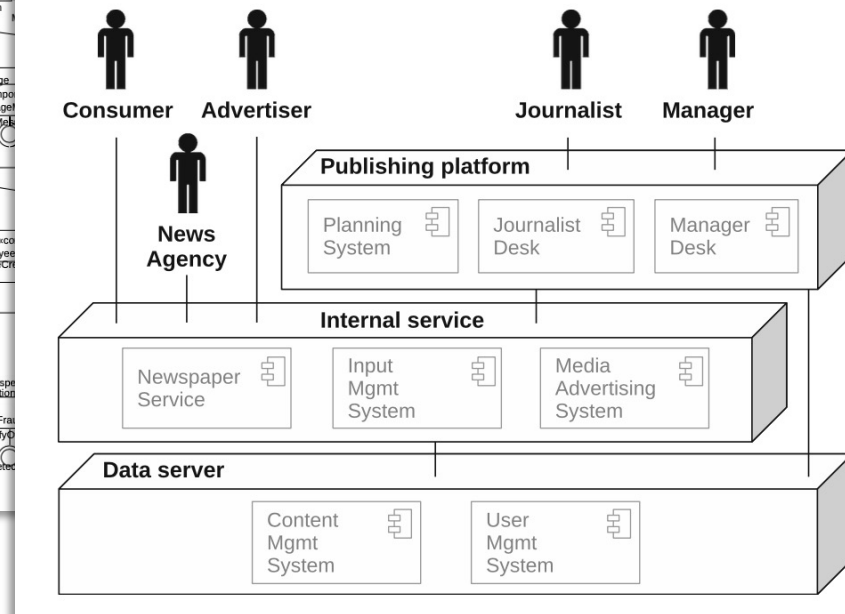 Consumer
Advertiser
Journalist
Manager
News
Agency
Publishing platform
Planning
System
Journalist
Desk
Manager
Desk
Internal service
Newspaper
Service
Input
Mgmt
System
Media
Advertising
System
Data server
Content
Mgmt
System
User
Mgmt
System